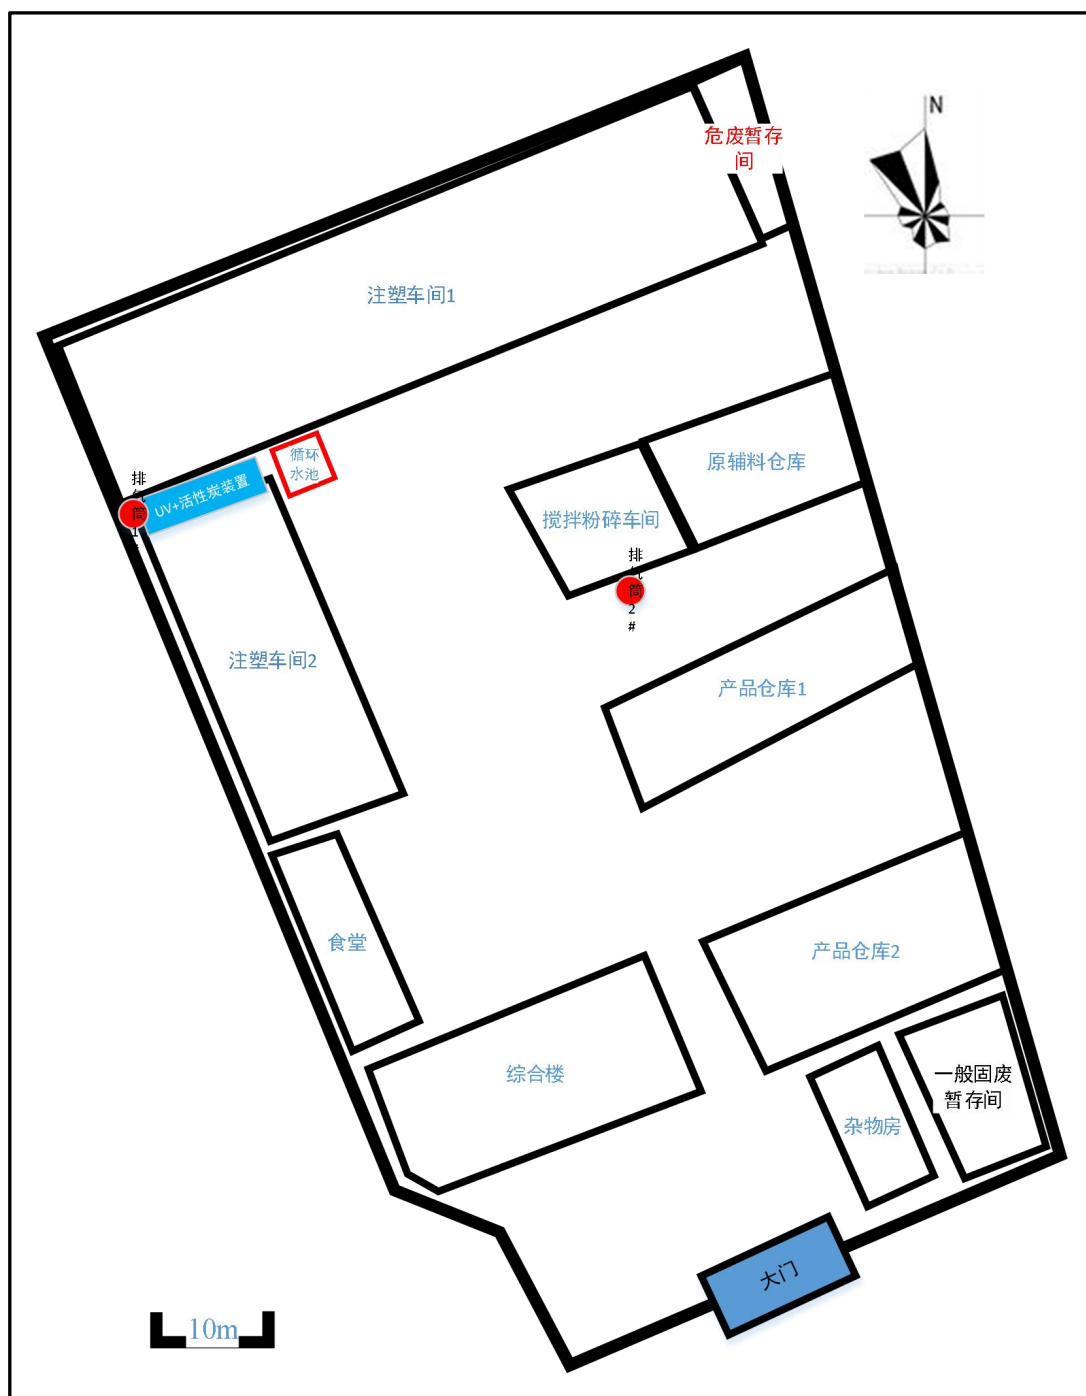 N
危废暂存
间
注塑车间1
循环
水池
原辅料仓库
UV+活性炭装置
排
气
筒
1
#
搅拌粉碎车间
排
气
筒
2
#
注塑车间2
产品仓库1
食堂
产品仓库2
综合楼
一般固废
暂存间
杂物房
大门
10m